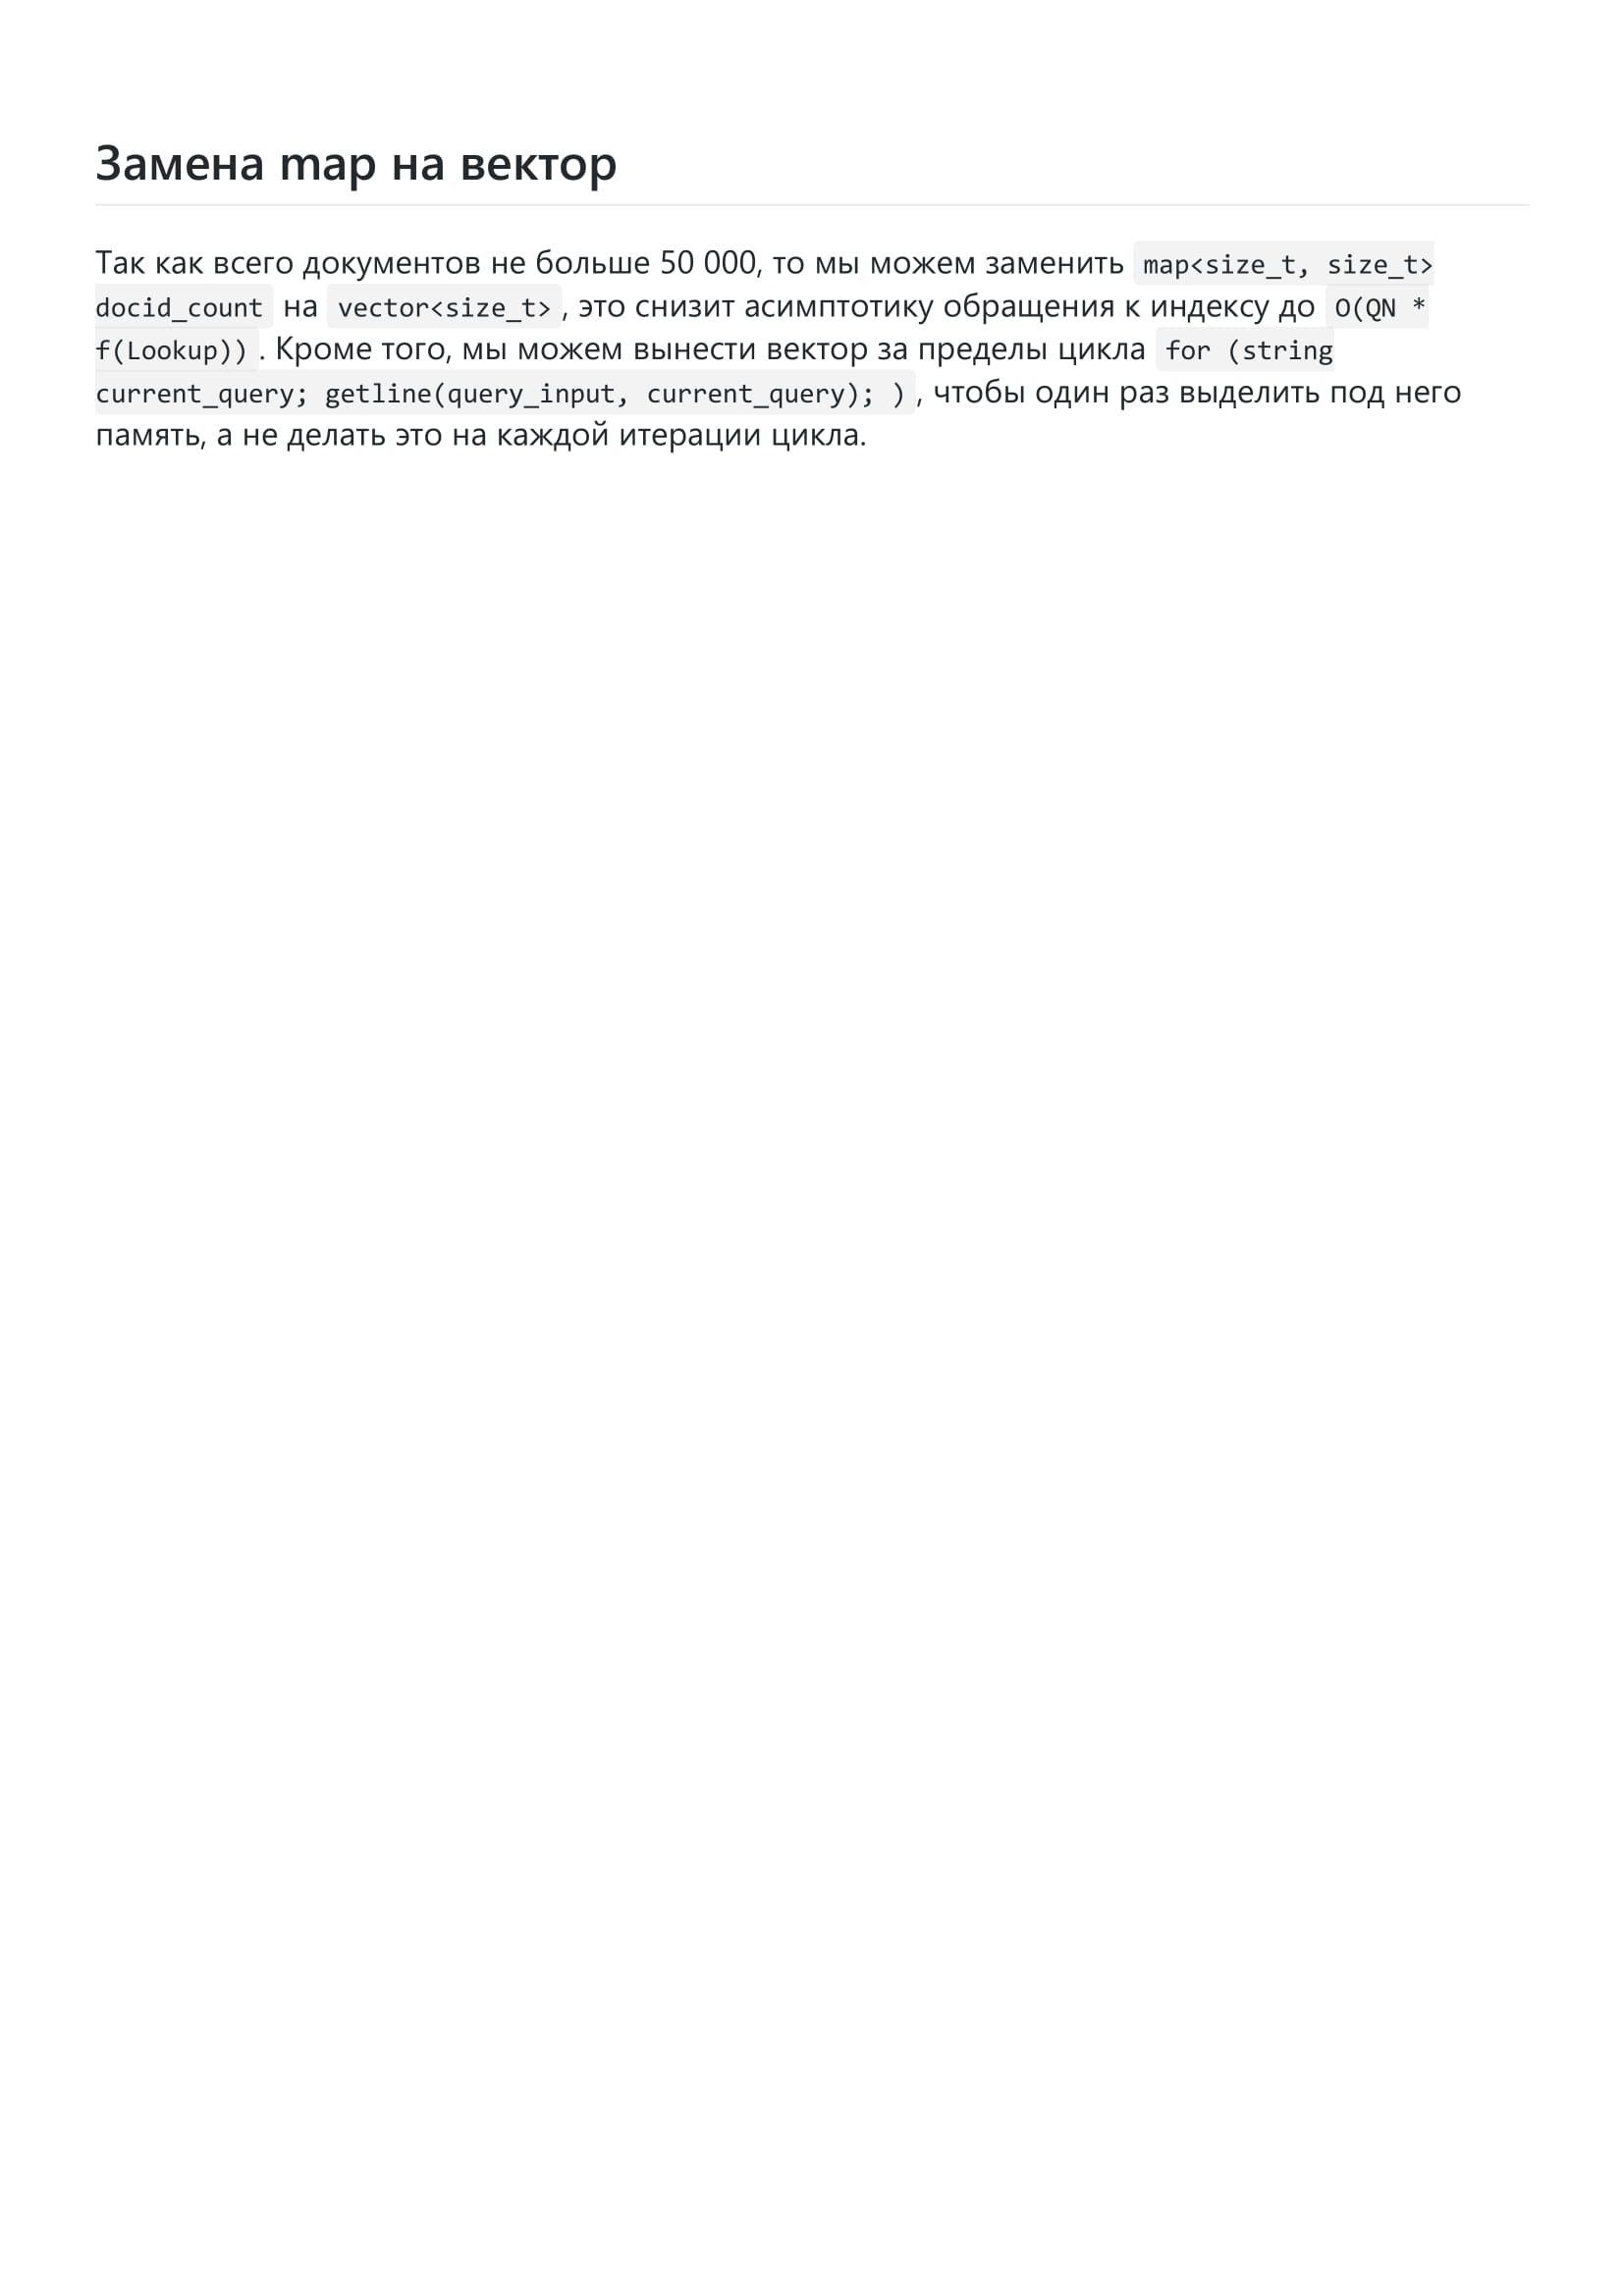 Замена map на вектор
Так как всего документов не больше 50 000, то мы можем заменить map<size_t, size_t>
docid_count на vector<size_t> , это снизит асимптотику обращения к индексу до O(QN *
f(Lookup)) . Кроме того, мы можем вынести вектор за пределы цикла for (string
current_query; getline(query_input, current_query); ) , чтобы один раз выделить под него
память, а не делать это на каждой итерации цикла.